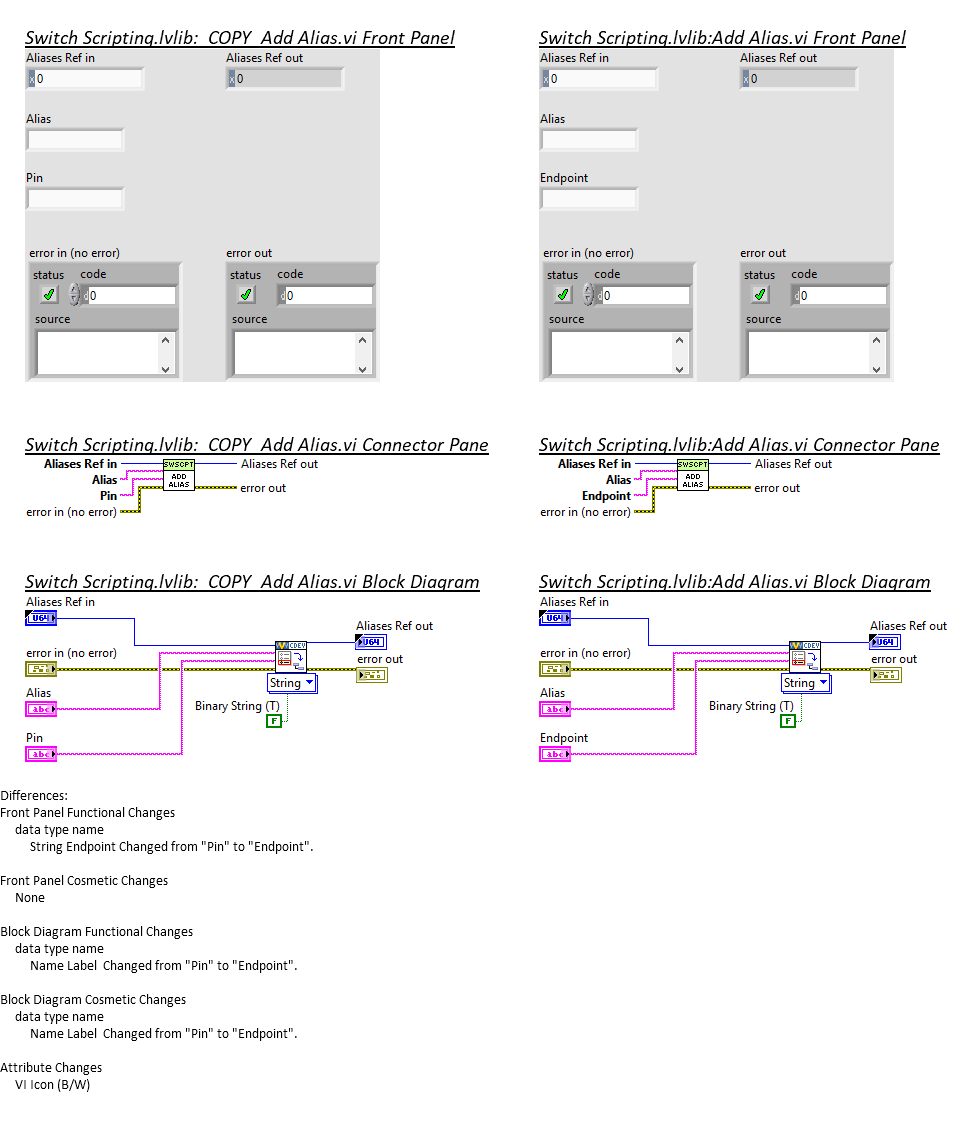 Switch Scripting.lvlib:  COPY  Add Alias.vi Front Panel
Aliases Ref in Aliases Ref out
x 0 x 0
Alias
Pin
error in (no error) error out
status code status code
d 0 d 0
source source
Switch Scripting.lvlib:Add Alias.vi Front Panel
Aliases Ref in Aliases Ref out
x 0 x 0
Alias
Endpoint
error in (no error) error out
status code status code
d 0 d 0
source source
Switch Scripting.lvlib:  COPY  Add Alias.vi Connector Pane
Aliases Ref in SWSCPT Aliases Ref out
Alias ADD
Pin ALIAS error out
error in (no error)
Switch Scripting.lvlib:Add Alias.vi Connector Pane
Aliases Ref in SWSCPT Aliases Ref out
Alias ADD
Endpoint ALIAS error out
error in (no error)
Switch Scripting.lvlib:  COPY  Add Alias.vi Block Diagram
Aliases Ref in
U64
Aliases Ref out
CDEV U64
error in (no error) error out
String
Alias
abc
Binary String (T)
F
Pin
abc
Switch Scripting.lvlib:Add Alias.vi Block Diagram
Aliases Ref in
U64
Aliases Ref out
CDEV U64
error in (no error) error out
String
Alias
abc
Binary String (T)
F
Endpoint
abc
Differences:
Front Panel Functional Changes
data type name
String Endpoint Changed from "Pin" to "Endpoint".
Front Panel Cosmetic Changes
None
Block Diagram Functional Changes
data type name
Name Label  Changed from "Pin" to "Endpoint".
Block Diagram Cosmetic Changes
data type name
Name Label  Changed from "Pin" to "Endpoint".
Attribute Changes
VI Icon (B/W)